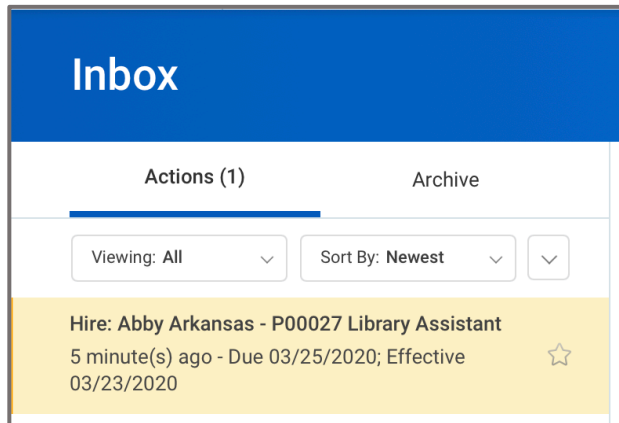 Inbox
Actions (1)
Archive
Viewing: All
Sort By: Newest
Hire: Abby Arkansas - P00027 Library Assistant
5 minute(s) ago - Due 03/25/2020; Effective
03/23/2020